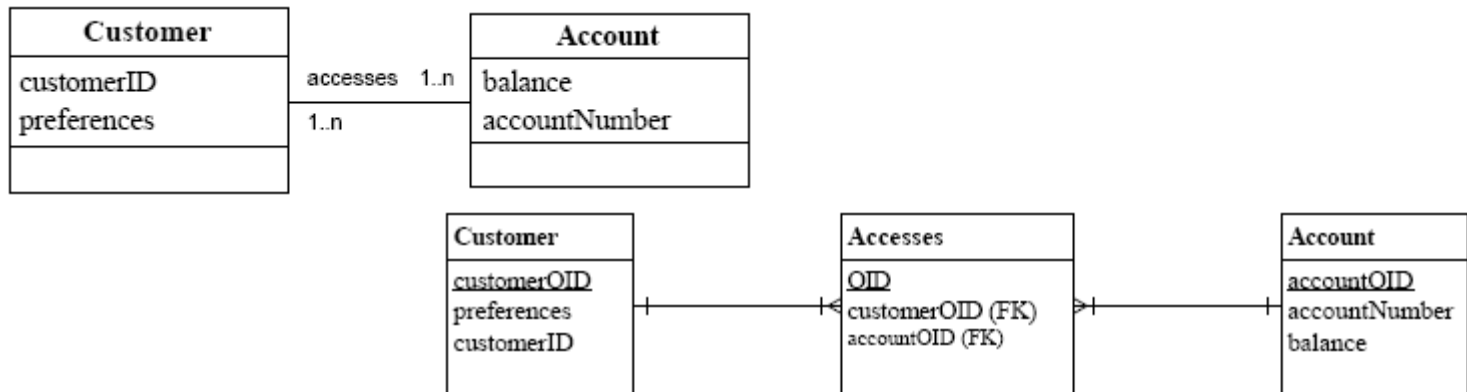 Customer
customerID
preferences
accesses 1..n
1..n
Account
balance
accountNumber
Customer
customerOID
preferences
customerID
Accesses
OID
customerOID (FK)
accountOID (FK)
Account
accountOID
accountNumber
balance